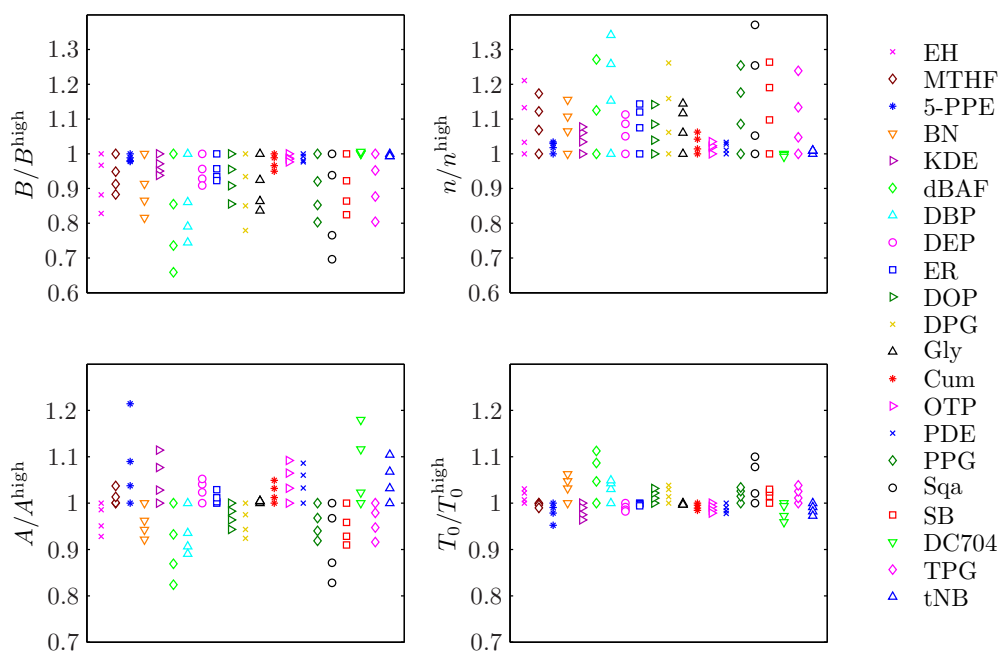 1.3
1.2
1.1
1
0.9
0.8
0.7
0.6
B/B^high
1.3
1.2
1.1
1
0.9
0.8
0.7
0.6
n/n^high
1.2
1.1
1
0.9
0.8
0.7
A/A^high
1.2
1.1
1
0.9
0.8
0.7
T_0/T_0^high
EH
MTHF
5-PPE
BN
KDE
dBAF
DBP
DEP
ER
DOP
DPG
Gly
Cum
OTP
PDE
PPG
Sqa
SB
DC704
TPG
tNB